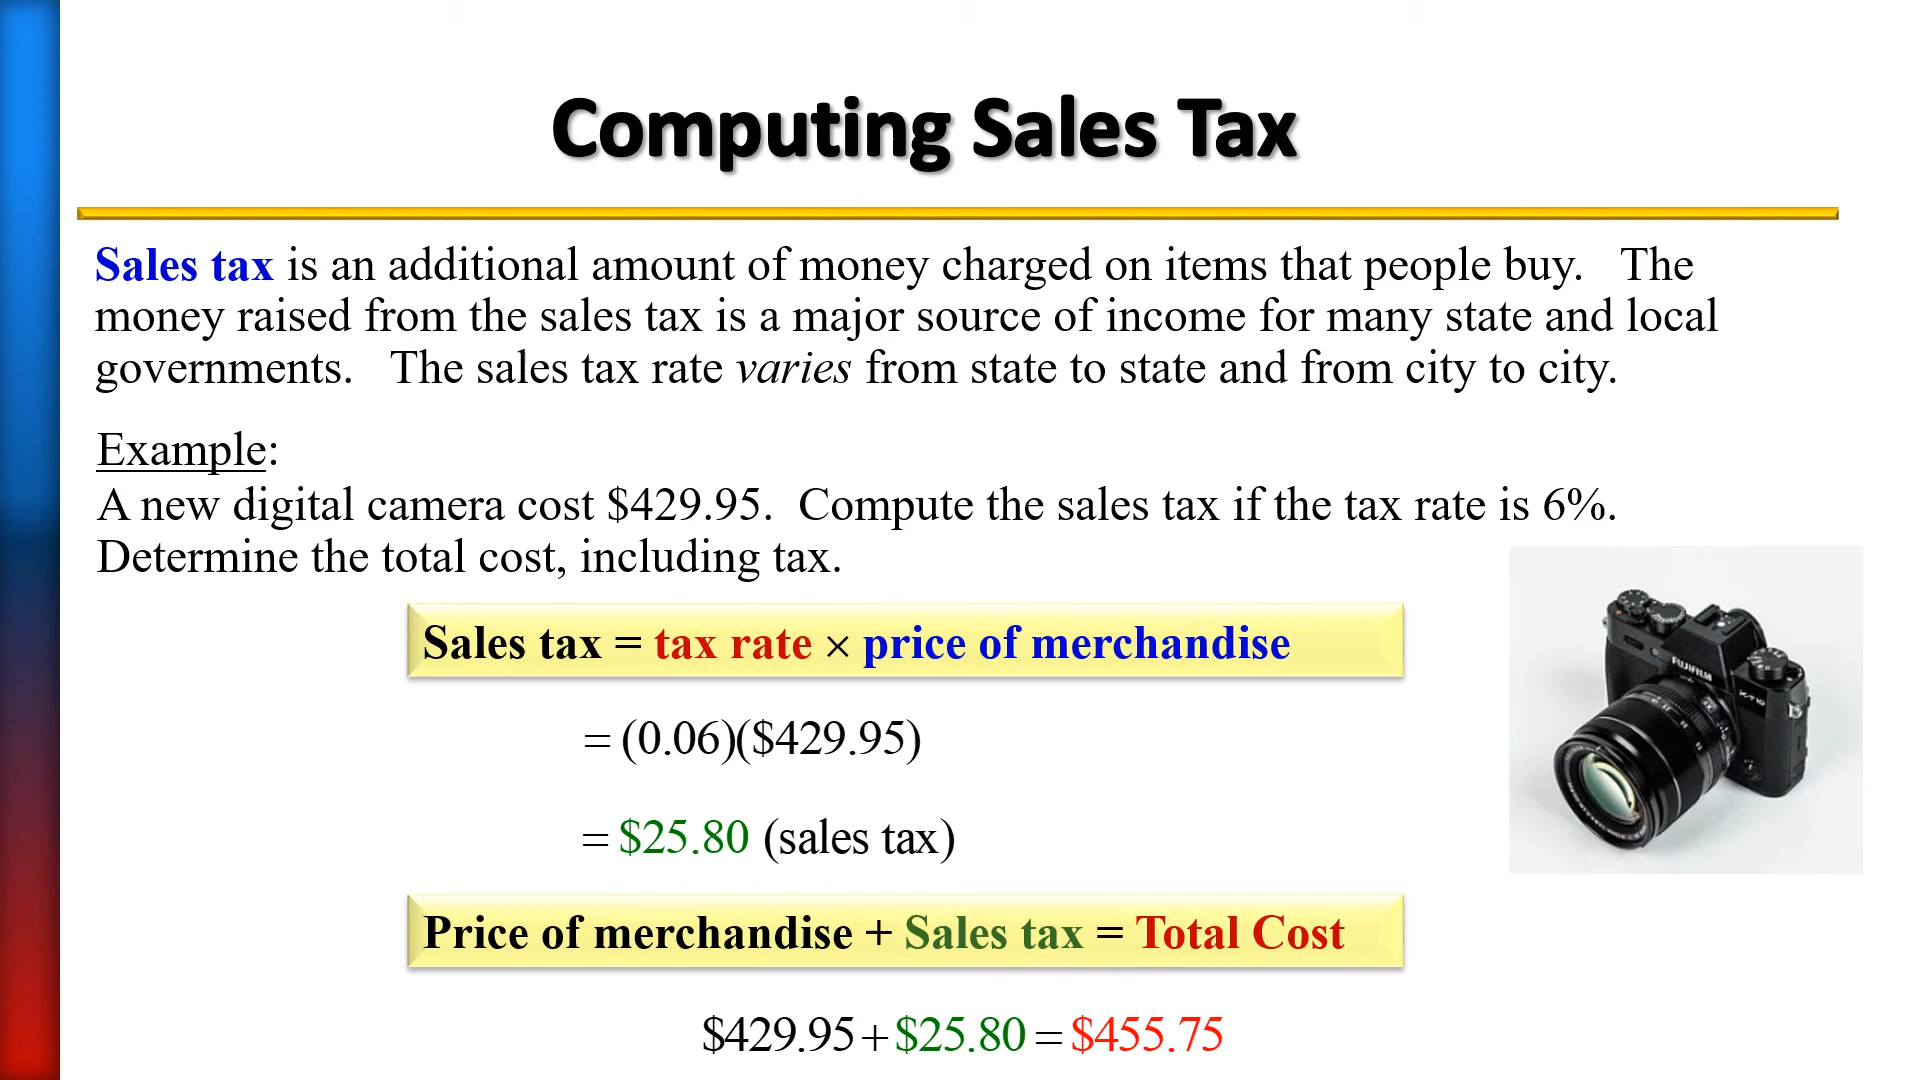 Computing Sales Tax
Sales tax is an additional amount of money charged on items that people buy. The
money raised from the sales tax is a major source of income for many state and local
governments. The sales tax rate varies from state to state and from city to city.
Example:
A new digital camera cost $429.95. Compute the sales tax if the tax rate is 6%.
Determine the total cost, including tax.
Sales tax = tax rate × price of merchandise
= (0.06)($429.95)
= $25.80 (sales tax)
Price of merchandise + Sales tax = Total Cost
$429.95 + $25.80 = $455.75
FUJIFILM
X-T10